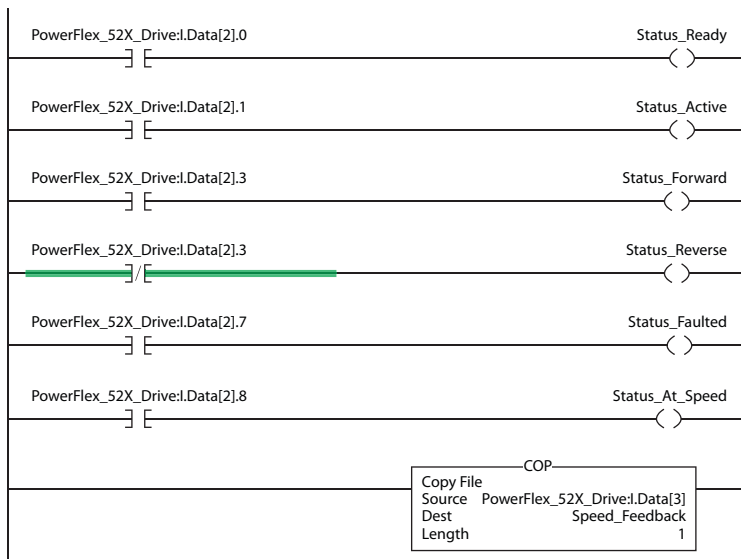 PowerFlex_52X_Drive:I.Data[2].0 Status_Ready
PowerFlex_52X_Drive:I.Data[2].1 Status_Active
PowerFlex_52X_Drive:I.Data[2].3 Status_Forward
PowerFlex_52X_Drive:I.Data[2].3 Status_Reverse
PowerFlex_52X_Drive:I.Data[2].7 Status_Faulted
PowerFlex_52X_Drive:I.Data[2].8 Status_At_Speed
COP
Copy File
Source PowerFlex_52X_Drive:I.Data[3]
Dest Speed_Feedback
Length 1